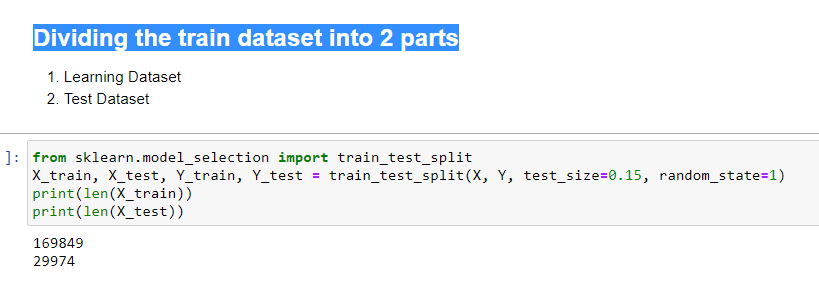 Dividing the train dataset into 2 parts
1. Learning Dataset
2. Test Dataset
]: from sklearn.model_selection import train_test_split
X_train, X_test, Y_train, Y_test = train_test_split(X, Y, test_size=0.15, random_state=1)
print(len(X_train))
print(len(X_test))
169849
29974